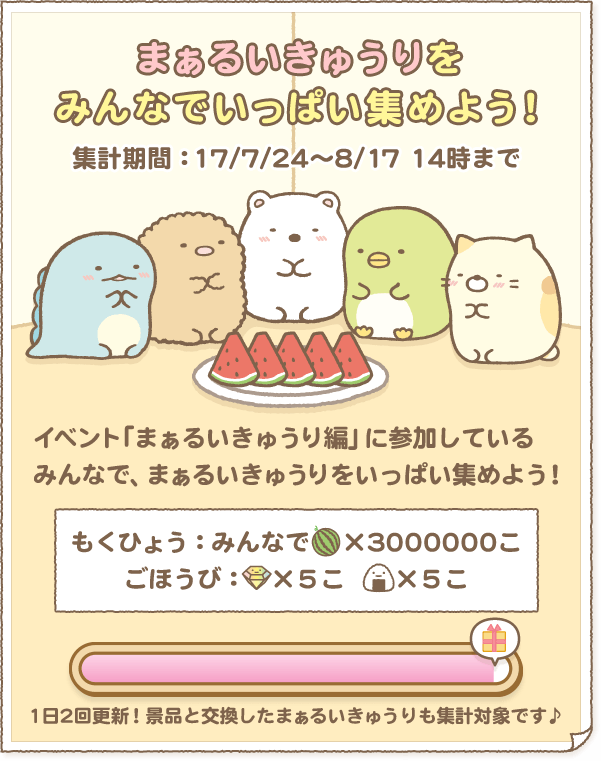 まぁるいきゅうりを
みんなでいっぱい集めよう！
集計期間：17/7/24～8/17 14時まで
イベント「まぁるいきゅうり編」に参加している
みんなで、まぁるいきゅうりをいっぱい集めよう！
もくひょう：みんなで×3000000こ
ごほうび：×5こ ×5こ
1日2回更新！景品と交換したまぁるいきゅうりも集計対象です♪